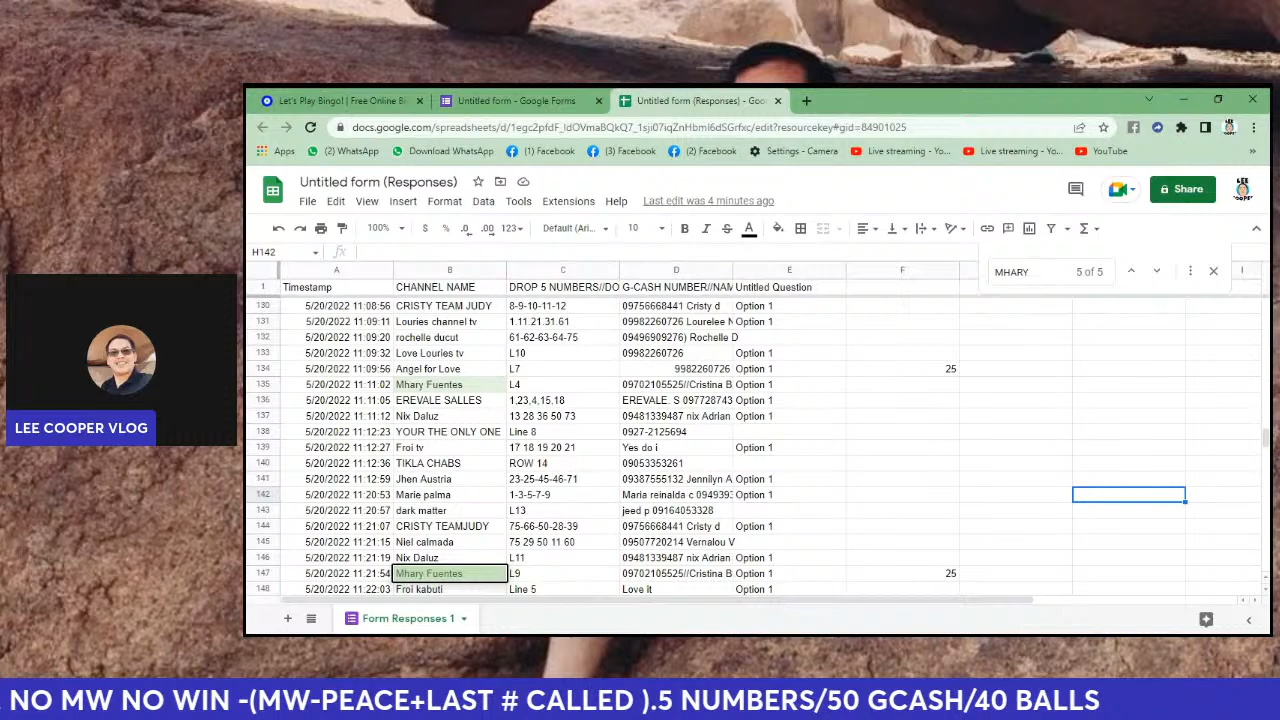 Let's Play Bingo! | Free Online Bi Untitled form - Google Forms Untitled form (Responses) - Goo
docs.google.com/spreadsheets/d/1egc2pfdF_IdOVmaBQkQ7_1sji07iqZnHbmI6dSGrfxc/edit?resourcekey#gid=84901025
Apps (2) WhatsApp Download WhatsApp (1) Facebook (3) Facebook (2) Facebook Settings - Camera Live streaming - Yo... Live streaming - Yo... YouTube »
Untitled form (Responses)
File Edit View Insert Format Data Tools Extensions Help Last edit was 4 minutes ago Share
100% $ % .0 .00 123 Default (Ari... 10 B I S A
H142 fx MHARY 5 of 5
A B C D E F I
1 Timestamp CHANNEL NAME DROP 5 NUMBERS//DO G-CASH NUMBER//NAM Untitled Question
130 5/20/2022 11:08:56 CRISTY TEAM JUDY 8-9-10-11-12 09756668441 Cristy d Option 1
131 5/20/2022 11:09:11 Louries channel tv 1.11.21.31.61 09982260726 Lourelee N Option 1
132 5/20/2022 11:09:20 rochelle ducut 61-62-63-64-75 09496909276) Rochelle D
133 5/20/2022 11:09:32 Love Louries tv L10 09982260726 Option 1
134 5/20/2022 11:09:56 Angel for Love L7 9982260726 Option 1 25
135 5/20/2022 11:11:02 Mhary Fuentes L4 09702105525//Cristina B Option 1
136 5/20/2022 11:11:05 EREVALE SALLES 1,23,4,15,18 EREVALE. S 097728743 Option 1
137 5/20/2022 11:11:12 Nix Daluz 13 28 36 50 73 09481339487 nix Adrian Option 1
138 5/20/2022 11:12:23 YOUR THE ONLY ONE Line 8 0927-2125694
139 5/20/2022 11:12:27 Froi tv 17 18 19 20 21 Yes do i Option 1
140 5/20/2022 11:12:36 TIKLA CHABS ROW 14 09053353261
141 5/20/2022 11:12:59 Jhen Austria 23-25-45-46-71 09387555132 Jennilyn A Option 1
142 5/20/2022 11:20:53 Marie palma 1-3-5-7-9 Maria reinalda c 0949393 Option 1
143 5/20/2022 11:20:57 dark matter L13 jeed p 09164053328
144 5/20/2022 11:21:07 CRISTY TEAMJUDY 75-66-50-28-39 09756668441 Cristy d Option 1
145 5/20/2022 11:21:15 Niel calmada 75 29 50 11 60 09507720214 Vernalou V
146 5/20/2022 11:21:19 Nix Daluz L11 09481339487 nix Adrian Option 1
147 5/20/2022 11:21:54 Mhary Fuentes L9 09702105525//Cristina B Option 1 25
148 5/20/2022 11:22:03 Froi kabuti Line 5 Love it Option 1
Form Responses 1
LEE COOPER VLOG
NO MW NO WIN -(MW-PEACE+LAST # CALLED ).5 NUMBERS/50 GCASH/40 BALLS